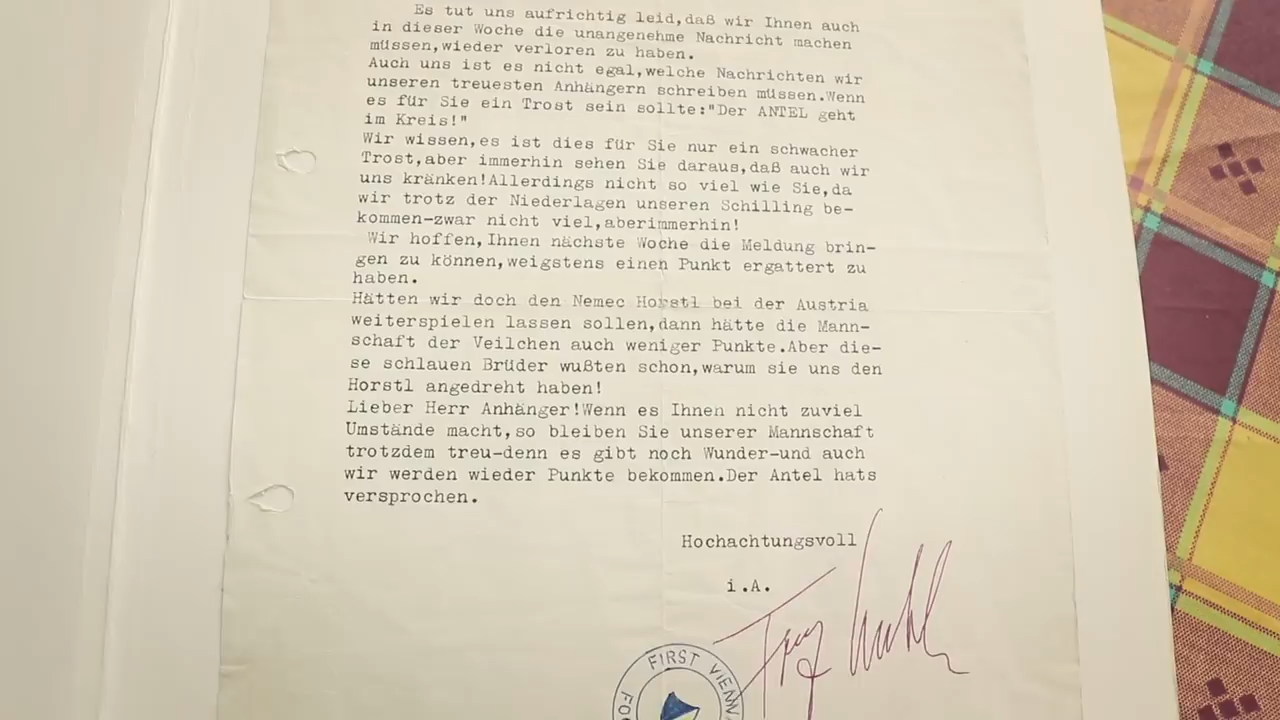 Es tut uns aufrichtig leid,daß wir Ihnen auch
in dieser Woche die unangenehme Nachricht machen
müssen,wieder verloren zu haben.
Auch uns ist es nicht egal,welche Nachrichten wir
unseren treuesten Anhängern schreiben müssen.Wenn
es für Sie ein Trost sein sollte:"Der ANTEL geht
im Kreis!"
Wir wissen,es ist dies für Sie nur ein schwacher
Trost,aber immerhin sehen Sie daraus,daß auch wir
uns kränken!Allerdings nicht so viel wie Sie,da
wir trotz der Niederlagen unseren Schilling be-
kommen-zwar nicht viel,aberimmerhin!
Wir hoffen,Ihnen nächste Woche die Meldung brin-
gen zu können,weigstens einen Punkt ergattert zu
haben.
Hätten wir doch den Nemec Horstl bei der Austria
weiterspielen lassen sollen,dann hätte die Mann-
schaft der Veilchen auch weniger Punkte.Aber die-
se schlauen Brüder wußten schon,warum sie uns den
Horstl angedreht haben!
Lieber Herr Anhänger!Wenn es Ihnen nicht zuviel
Umstände macht,so bleiben Sie unserer Mannschaft
trotzdem treu-denn es gibt noch Wunder-und auch
wir werden wieder Punkte bekommen.Der Antel hats
versprochen.
Hochachtungsvoll
i.A.
FIRST VIENNA